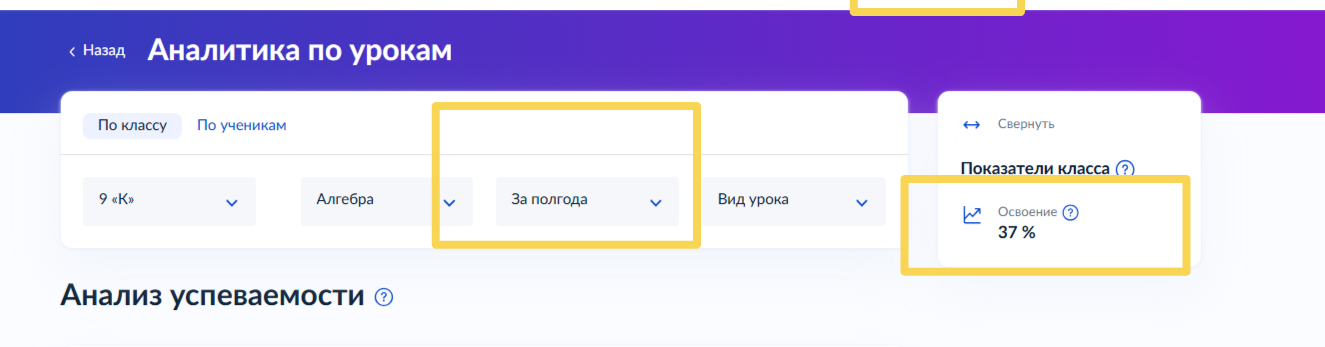 Назад Аналитика по урокам
По классу По ученикам
9 «К» Алгебра За полгода Вид урока
Свернуть
Показатели класса ?
Освоение ?
37 %
Анализ успеваемости ?